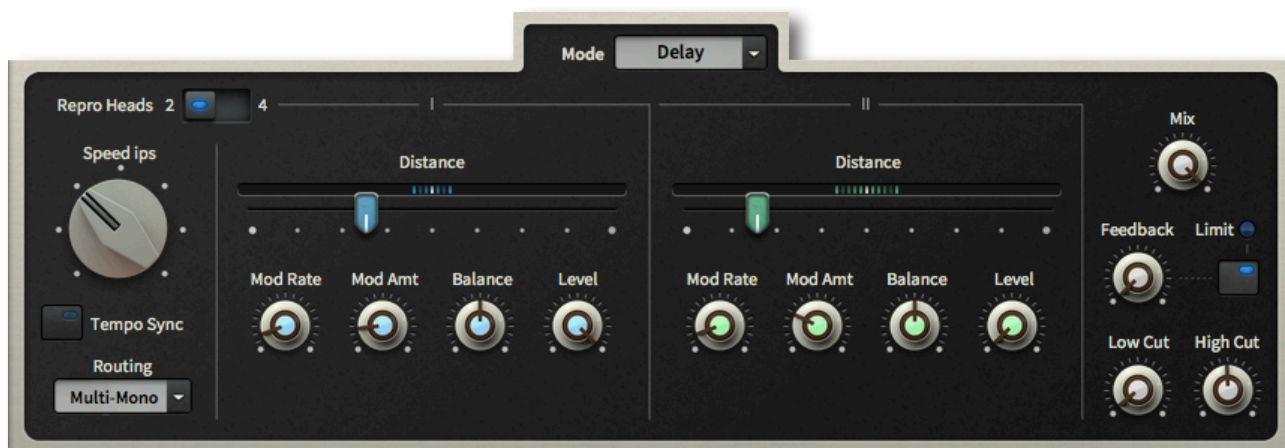 Mode Delay
Repro Heads 2 4 I II
Speed ips
Distance Distance
Mix
Feedback Limit
Mod Rate Mod Amt Balance Level Mod Rate Mod Amt Balance Level
Tempo Sync
Low Cut High Cut
Routing
Multi-Mono